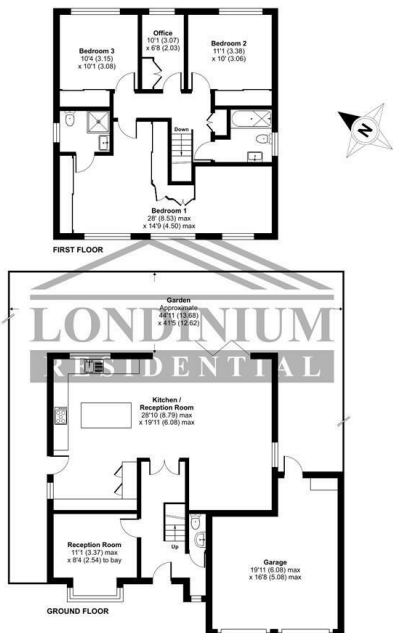 Office
10'1 (3.07)
x 6'8 (2.03)
Bedroom 3
10'4 (3.15)
x 10'1 (3.08)
Bedroom 2
11'1 (3.38)
x 10' (3.06)
N
Down
Bedroom 1
28' (8.53) max
x 14'9 (4.50) max
FIRST FLOOR
Garden
Approximate
44'11 (13.68)
x 41'5 (12.62)
LONDINIUM
RESIDENTIAL
Kitchen /
Reception Room
28'10 (8.79) max
x 19'11 (6.08) max
Reception Room
11'1 (3.37) max
x 8'4 (2.54) to bay
Up
Garage
19'11 (6.08) max
x 16'8 (5.08) max
GROUND FLOOR